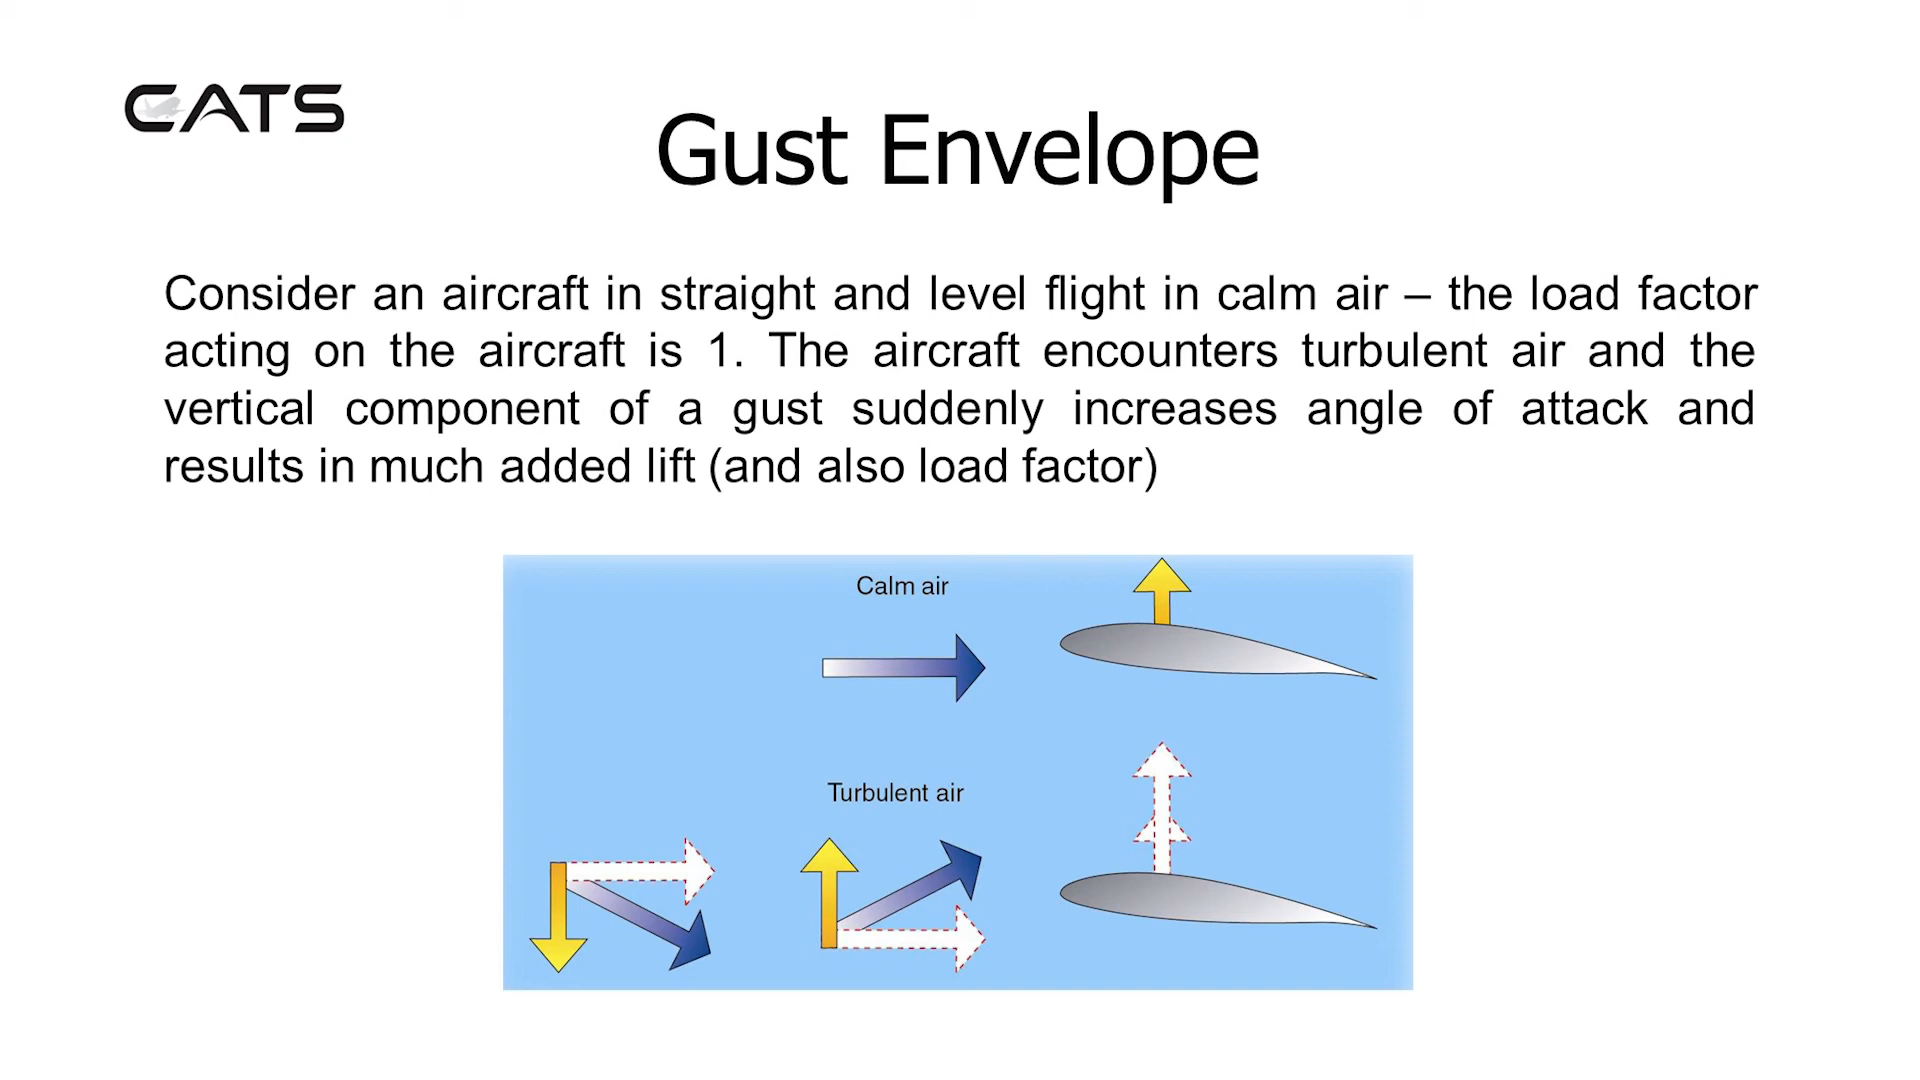 CATS
Gust Envelope
Consider an aircraft in straight and level flight in calm air – the load factor
acting on the aircraft is 1. The aircraft encounters turbulent air and the
vertical component of a gust suddenly increases angle of attack and
results in much added lift (and also load factor)
Calm air
Turbulent air